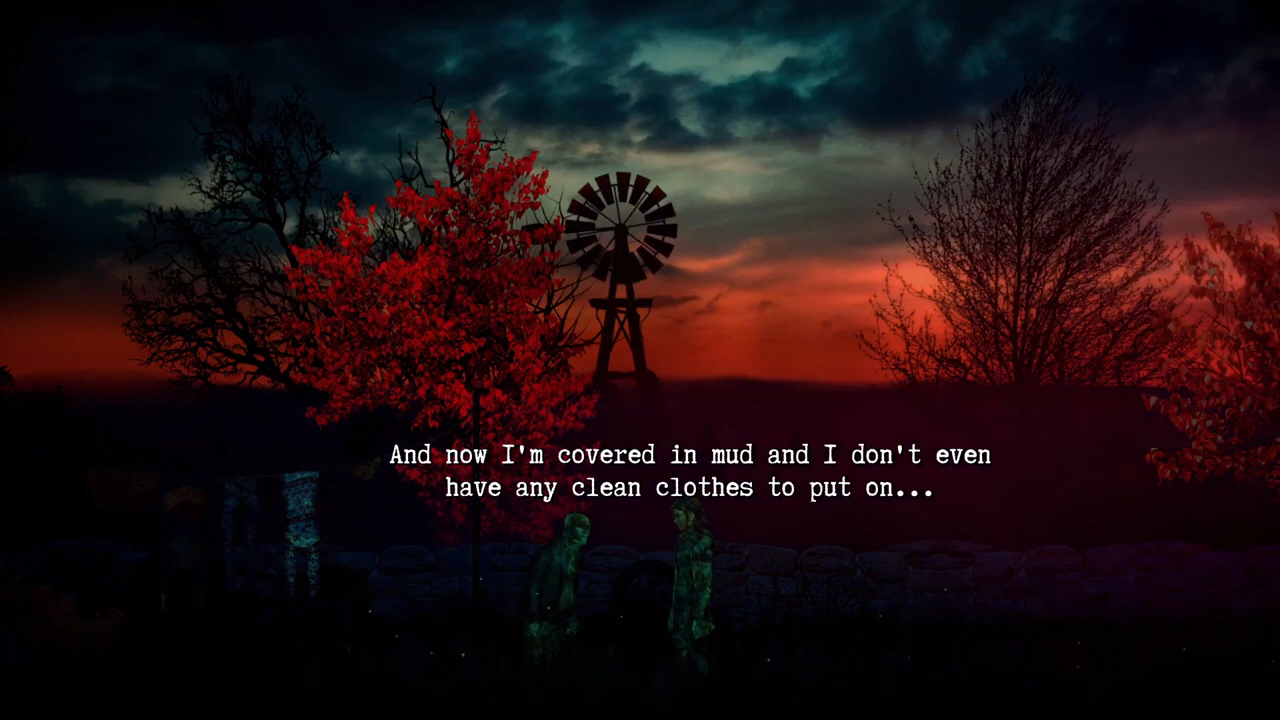 And now I'm covered in mud and I don't even
have any clean clothes to put on...